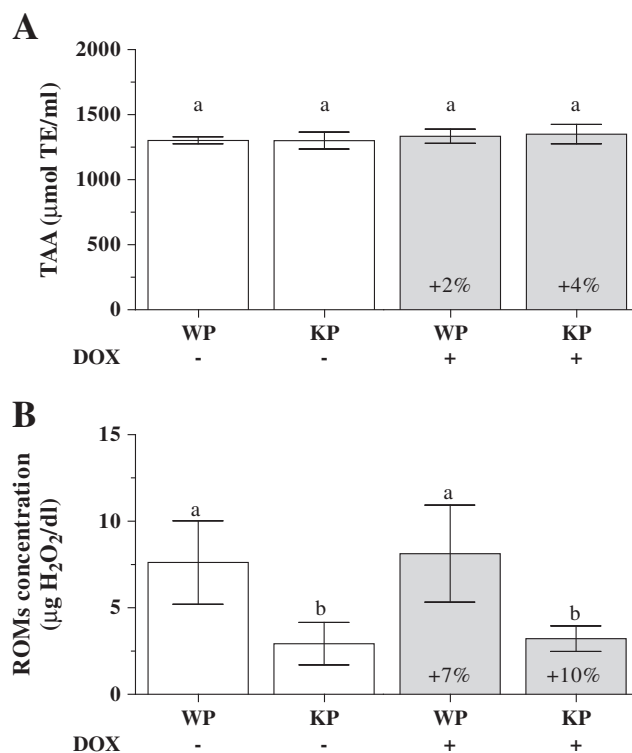 A
TAA (μmol TE/ml)
2000
1500
1000
500
0
a a a a
+2% +4%
WP KP WP KP
DOX - - + +
B
ROMs concentration
(μg H₂O₂/dl)
15
10
5
0
a b a b
+7% +10%
WP KP WP KP
DOX - - + +